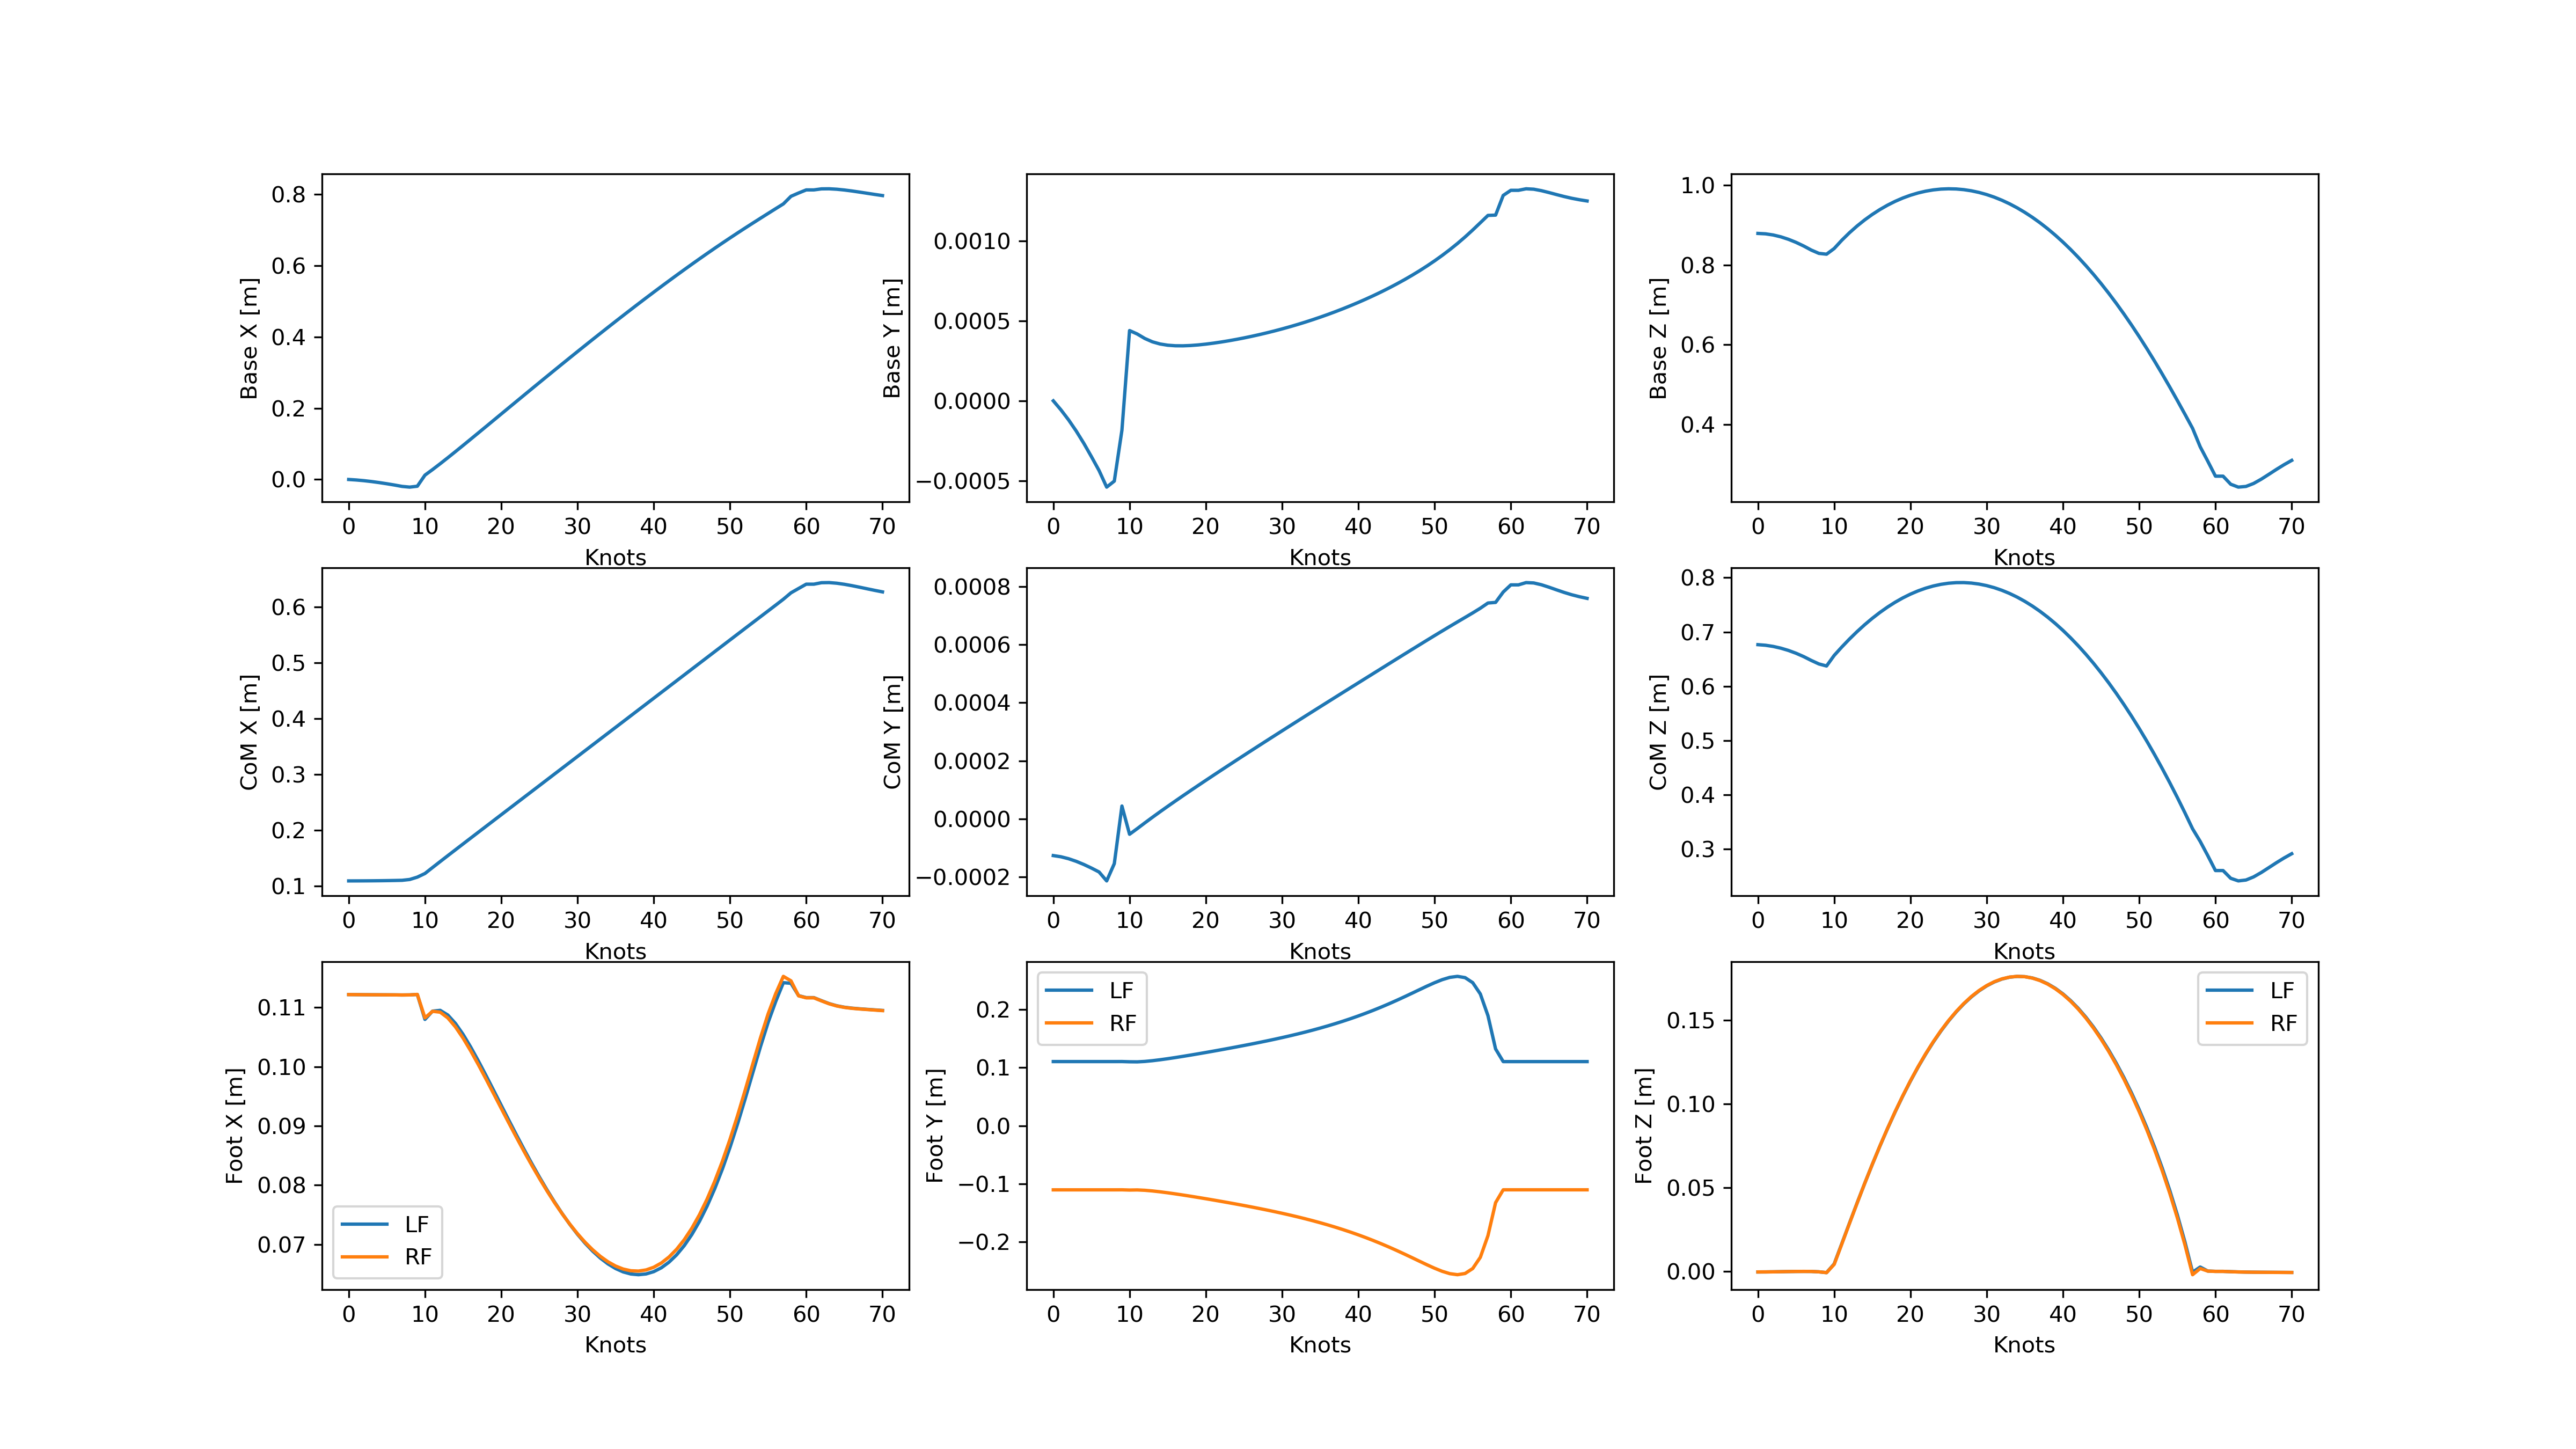 Base X [m]
0.8
0.6
0.4
0.2
0.0
0 10 20 30 40 50 60 70
Knots
Base Y [m]
0.0010
0.0005
0.0000
−0.0005
0 10 20 30 40 50 60 70
Knots
Base Z [m]
1.0
0.8
0.6
0.4
0 10 20 30 40 50 60 70
Knots
CoM X [m]
0.6
0.5
0.4
0.3
0.2
0.1
0 10 20 30 40 50 60 70
Knots
CoM Y [m]
0.0008
0.0006
0.0004
0.0002
0.0000
−0.0002
0 10 20 30 40 50 60 70
Knots
CoM Z [m]
0.8
0.7
0.6
0.5
0.4
0.3
0 10 20 30 40 50 60 70
Knots
Foot X [m]
0.11
0.10
0.09
0.08
0.07
LF
RF
0 10 20 30 40 50 60 70
Knots
Foot Y [m]
LF
RF
0.2
0.1
0.0
−0.1
−0.2
0 10 20 30 40 50 60 70
Knots
Foot Z [m]
LF
RF
0.15
0.10
0.05
0.00
0 10 20 30 40 50 60 70
Knots